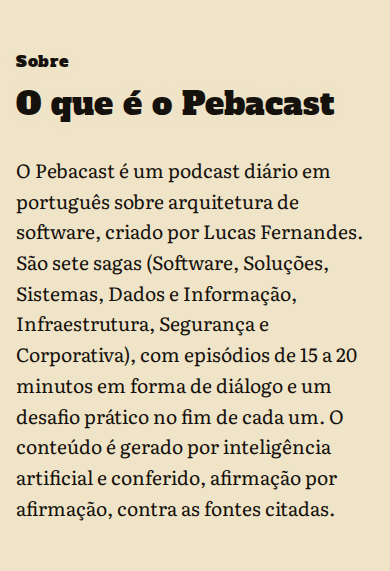 Sobre
O que é o Pebacast
O Pebacast é um podcast diário em
português sobre arquitetura de
software, criado por Lucas Fernandes.
São sete sagas (Software, Soluções,
Sistemas, Dados e Informação,
Infraestrutura, Segurança e
Corporativa), com episódios de 15 a 20
minutos em forma de diálogo e um
desafio prático no fim de cada um. O
conteúdo é gerado por inteligência
artificial e conferido, afirmação por
afirmação, contra as fontes citadas.